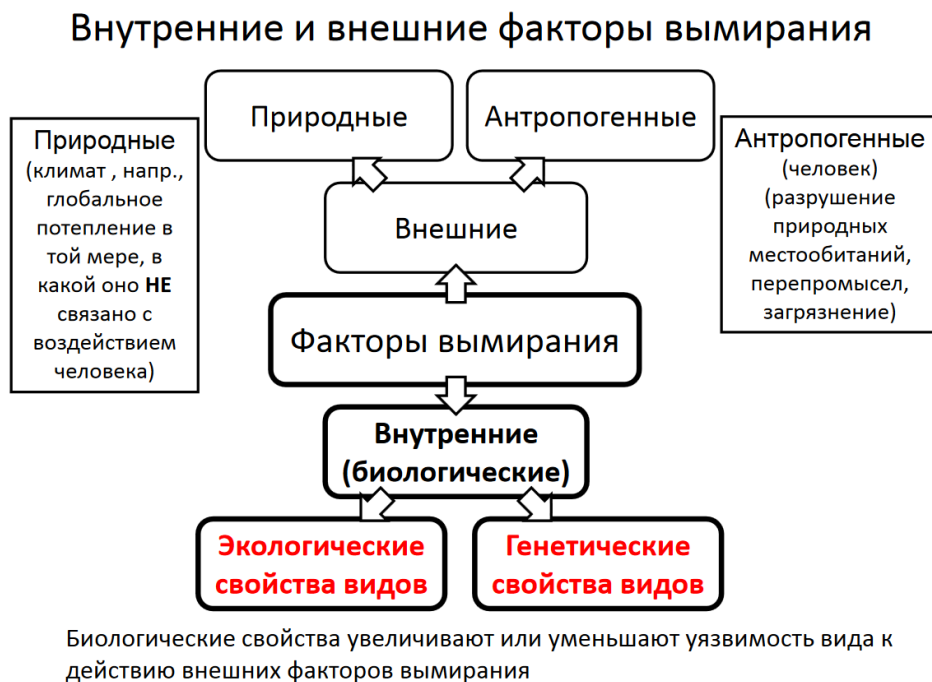 Внутренние и внешние факторы вымирания
Природные
Антропогенные
Природные
(климат , напр.,
глобальное
потепление в
той мере, в
какой оно НЕ
связано с
воздействием
человека)
Антропогенные
(человек)
(разрушение
природных
местообитаний,
перепромысел,
загрязнение)
Внешние
Факторы вымирания
Внутренние
(биологические)
Экологические
свойства видов
Генетические
свойства видов
Биологические свойства увеличивают или уменьшают уязвимость вида к
действию внешних факторов вымирания